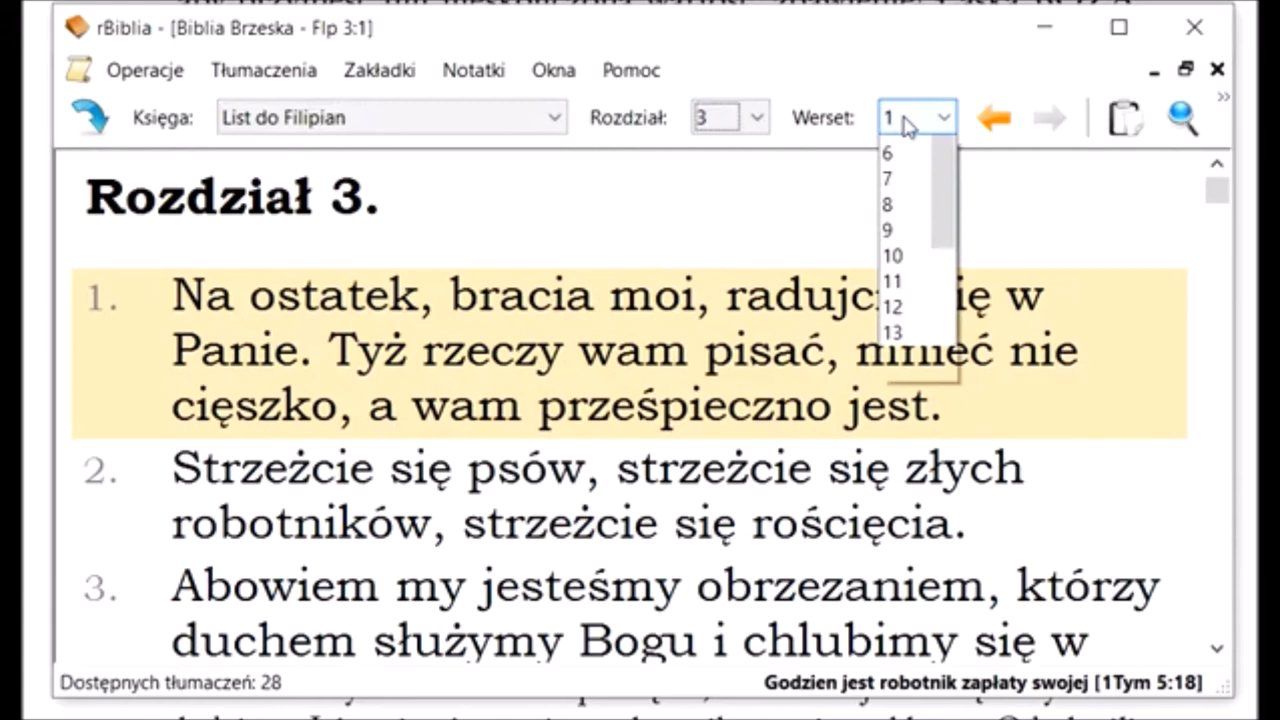 rBiblia - [Biblia Brzeska - Flp 3:1]
Operacje Tłumaczenia Zakładki Notatki Okna Pomoc
Księga: List do Filipian Rozdział: 3 Werset: 1
6
7
8
9
10
11
12
13
Rozdział 3.
1. Na ostatek, bracia moi, radujc ię w
Panie. Tyż rzeczy wam pisać, mnieć nie
cięszko, a wam prześpieczno jest.
2. Strzeżcie się psów, strzeżcie się złych
robotników, strzeżcie się rościęcia.
3. Abowiem my jesteśmy obrzezaniem, którzy
duchem służymy Bogu i chlubimy się w
Dostępnych tłumaczeń: 28
Godzien jest robotnik zapłaty swojej [1Tym 5:18]